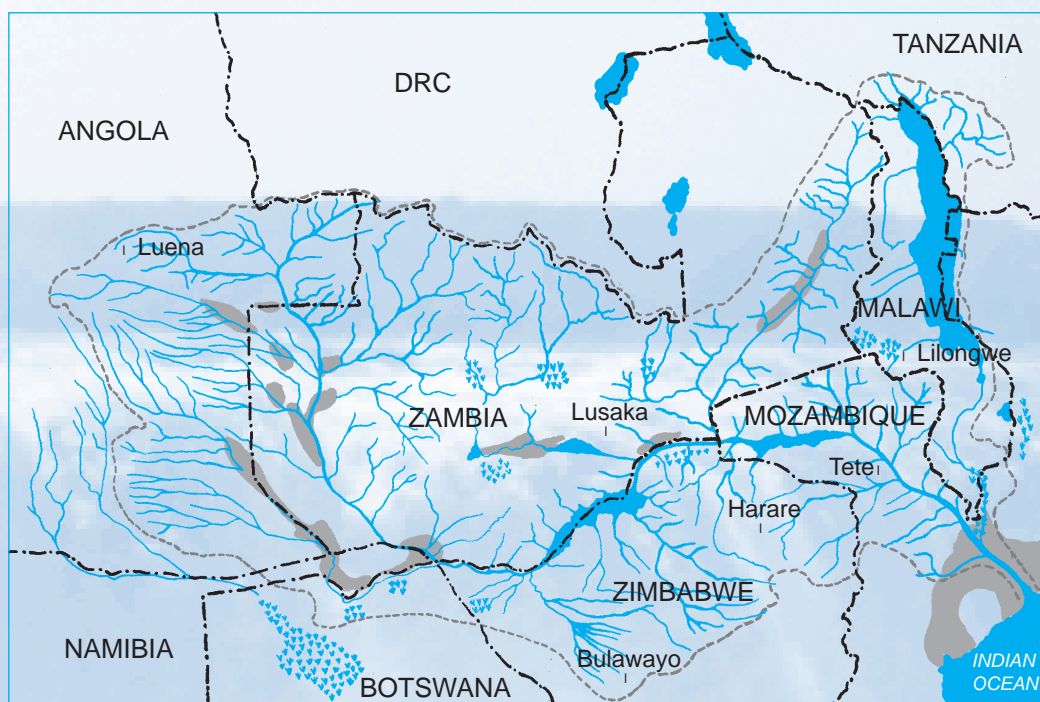 TANZANIA
DRC
ANGOLA
Luena
MALAWI
Lilongwe
ZAMBIA
Lusaka
MOZAMBIQUE
Tete
Harare
ZIMBABWE
NAMIBIA
Bulawayo
BOTSWANA
INDIAN
OCEAN